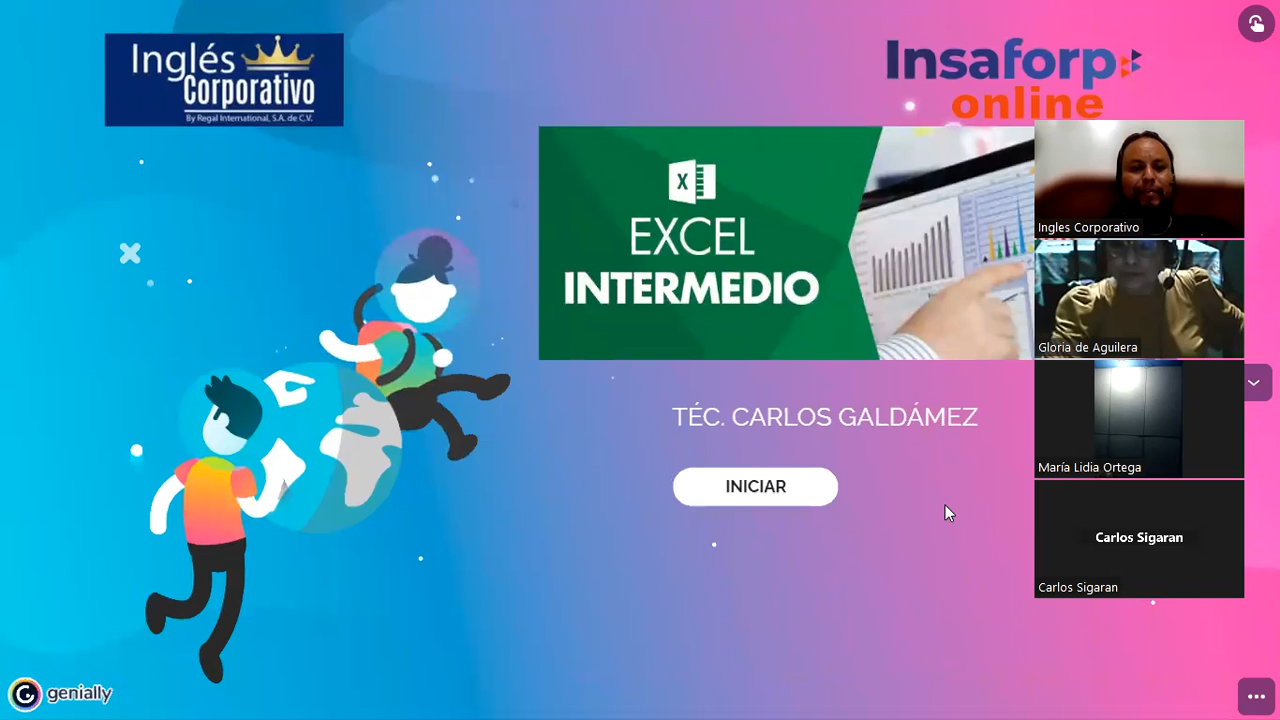 Inglés
Corporativo
By Regal International, S.A. de C.V.
Insaforp
online
X
EXCEL
INTERMEDIO
TÉC. CARLOS GALDÁMEZ
INICIAR
Ingles Corporativo
Gloria de Aguilera
María Lidia Ortega
Carlos Sigaran
Carlos Sigaran
genially